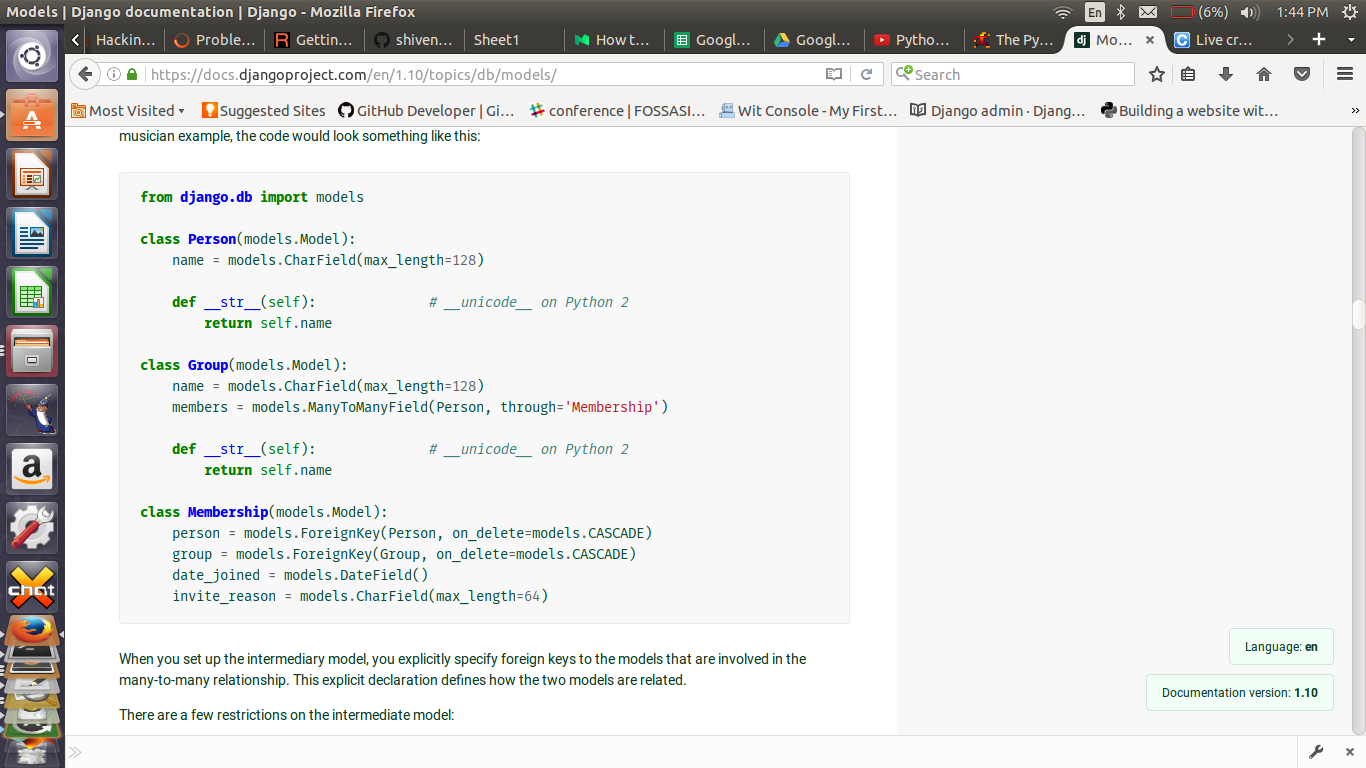 Models | Django documentation | Django - Mozilla Firefox
En
(6%)
1:44 PM
Hackin...
Proble...
Gettin...
shiven...
Sheet1
How t...
Googl...
Googl...
Pytho...
The Py...
Mo...
Live cr...
https://docs.djangoproject.com/en/1.10/topics/db/models/
Search
Most Visited
Suggested Sites
GitHub Developer | Gi...
conference | FOSSASI...
Wit Console - My First...
Django admin · Djang...
Building a website wit...
musician example, the code would look something like this:
from django.db import models
class Person(models.Model):
    name = models.CharField(max_length=128)
    def __str__(self):              # __unicode__ on Python 2
        return self.name
class Group(models.Model):
    name = models.CharField(max_length=128)
    members = models.ManyToManyField(Person, through='Membership')
    def __str__(self):              # __unicode__ on Python 2
        return self.name
class Membership(models.Model):
    person = models.ForeignKey(Person, on_delete=models.CASCADE)
    group = models.ForeignKey(Group, on_delete=models.CASCADE)
    date_joined = models.DateField()
    invite_reason = models.CharField(max_length=64)
When you set up the intermediary model, you explicitly specify foreign keys to the models that are involved in the
many-to-many relationship. This explicit declaration defines how the two models are related.
There are a few restrictions on the intermediate model:
Language: en
Documentation version: 1.10
chat